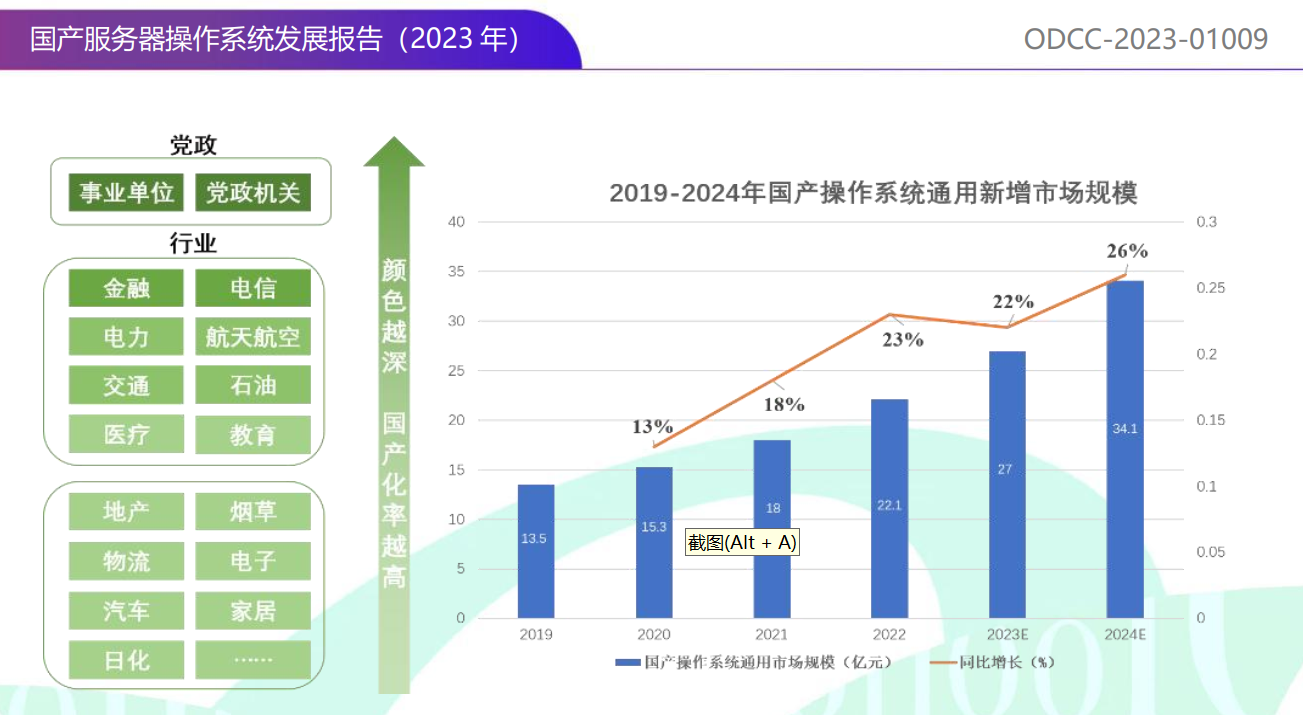 国产服务器操作系统发展报告（2023 年）
ODCC-2023-01009
党政
事业单位 党政机关
行业
金融 电信
电力 航天航空
交通 石油
医疗 教育
地产 烟草
物流 电子
汽车 家居
日化 ……
颜色越深 国产化率越高
2019-2024年国产操作系统通用新增市场规模
40
35
30
25
20
15
10
5
0
0.3
0.25
0.2
0.15
0.1
0.05
0
13%
18%
23%
22%
26%
13.5
15.3
18
22.1
27
34.1
截图(Alt + A)
2019 2020 2021 2022 2023E 2024E
国产操作系统通用市场规模（亿元） 同比增长（%）